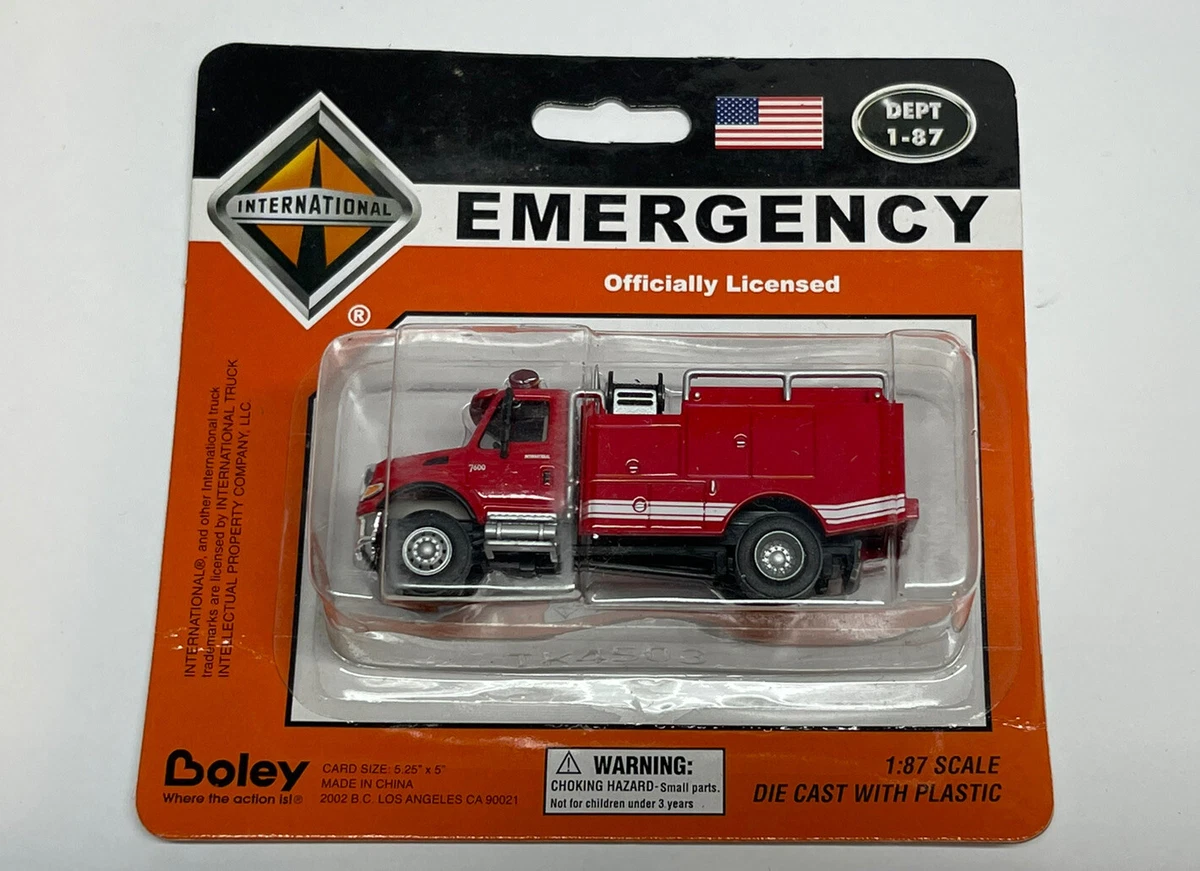 DEPT
1-87
INTERNATIONAL
EMERGENCY
®
Officially Licensed
INTERNATIONAL®, and other International truck
trademarks are licensed by INTERNATIONAL TRUCK
INTELLECTUAL PROPERTY COMPANY, LLC.
7600
INTERNATIONAL
TX4503
Boley
Where the action is!®
CARD SIZE: 5.25" x 5"
MADE IN CHINA
2002 B.C. LOS ANGELES CA 90021
WARNING:
CHOKING HAZARD-Small parts.
Not for children under 3 years
1:87 SCALE
DIE CAST WITH PLASTIC